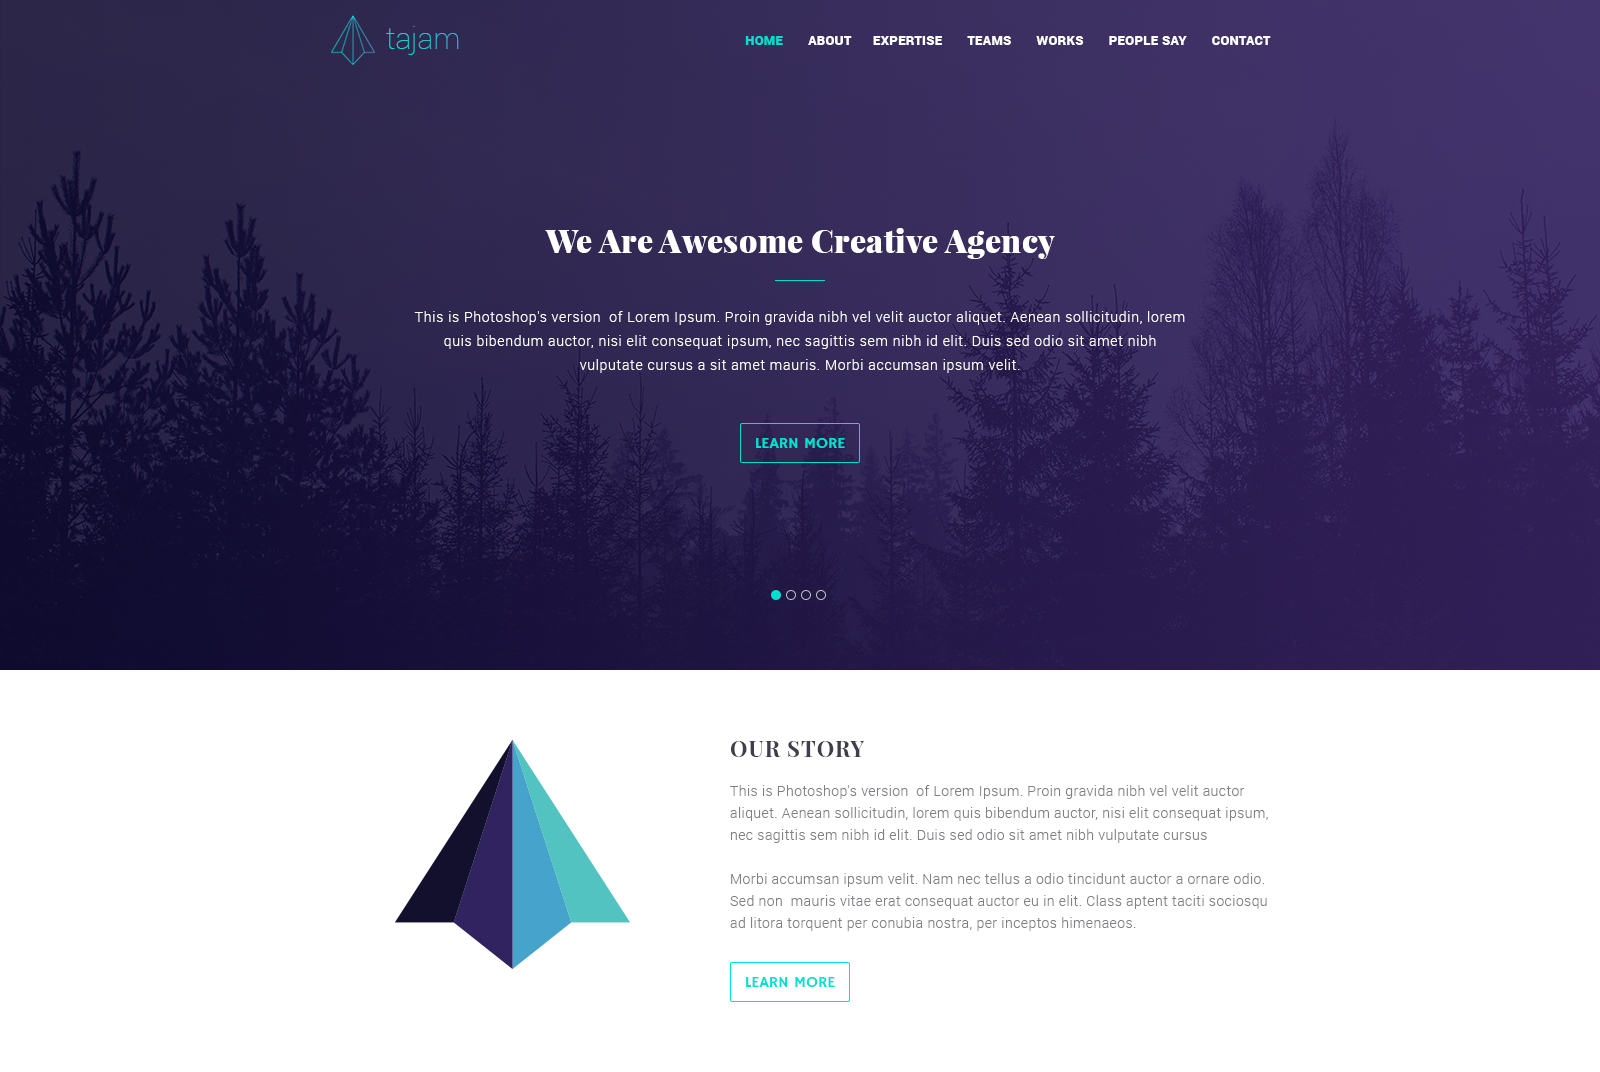 tajam
HOME ABOUT EXPERTISE TEAMS WORKS PEOPLE SAY CONTACT
We Are Awesome Creative Agency
This is Photoshop's version  of Lorem Ipsum. Proin gravida nibh vel velit auctor aliquet. Aenean sollicitudin, lorem
quis bibendum auctor, nisi elit consequat ipsum, nec sagittis sem nibh id elit. Duis sed odio sit amet nibh
vulputate cursus a sit amet mauris. Morbi accumsan ipsum velit.
LEARN MORE
OUR STORY
This is Photoshop's version  of Lorem Ipsum. Proin gravida nibh vel velit auctor
aliquet. Aenean sollicitudin, lorem quis bibendum auctor, nisi elit consequat ipsum,
nec sagittis sem nibh id elit. Duis sed odio sit amet nibh vulputate cursus
Morbi accumsan ipsum velit. Nam nec tellus a odio tincidunt auctor a ornare odio.
Sed non  mauris vitae erat consequat auctor eu in elit. Class aptent taciti sociosqu
ad litora torquent per conubia nostra, per inceptos himenaeos.
LEARN MORE